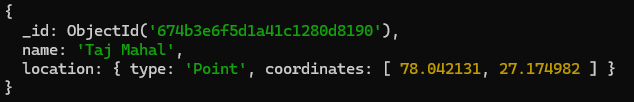 {
  _id: ObjectId('674b3e6f5d1a41c1280d8190'),
  name: 'Taj Mahal',
  location: { type: 'Point', coordinates: [ 78.042131, 27.174982 ] }
}